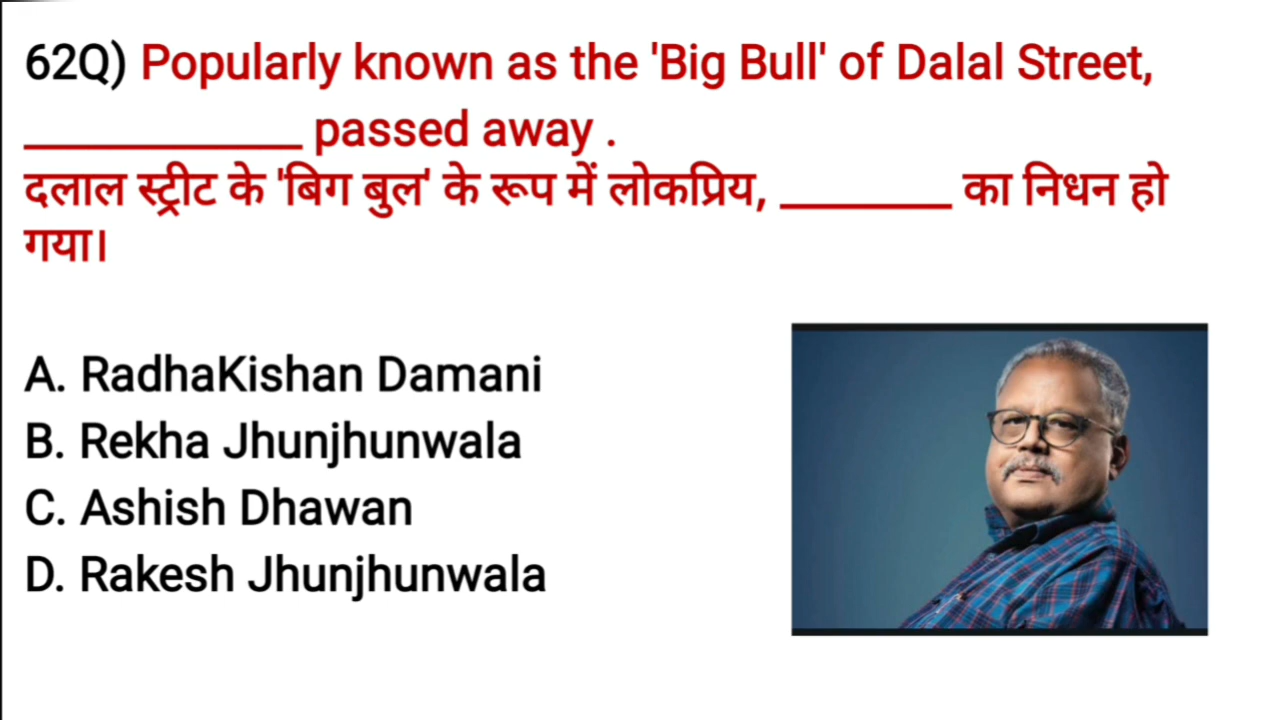 62Q) Popularly known as the 'Big Bull' of Dalal Street,
____________ passed away .
दलाल स्ट्रीट के 'बिग बुल' के रूप में लोकप्रिय, ________ का निधन हो
गया।
A. RadhaKishan Damani
B. Rekha Jhunjhunwala
C. Ashish Dhawan
D. Rakesh Jhunjhunwala